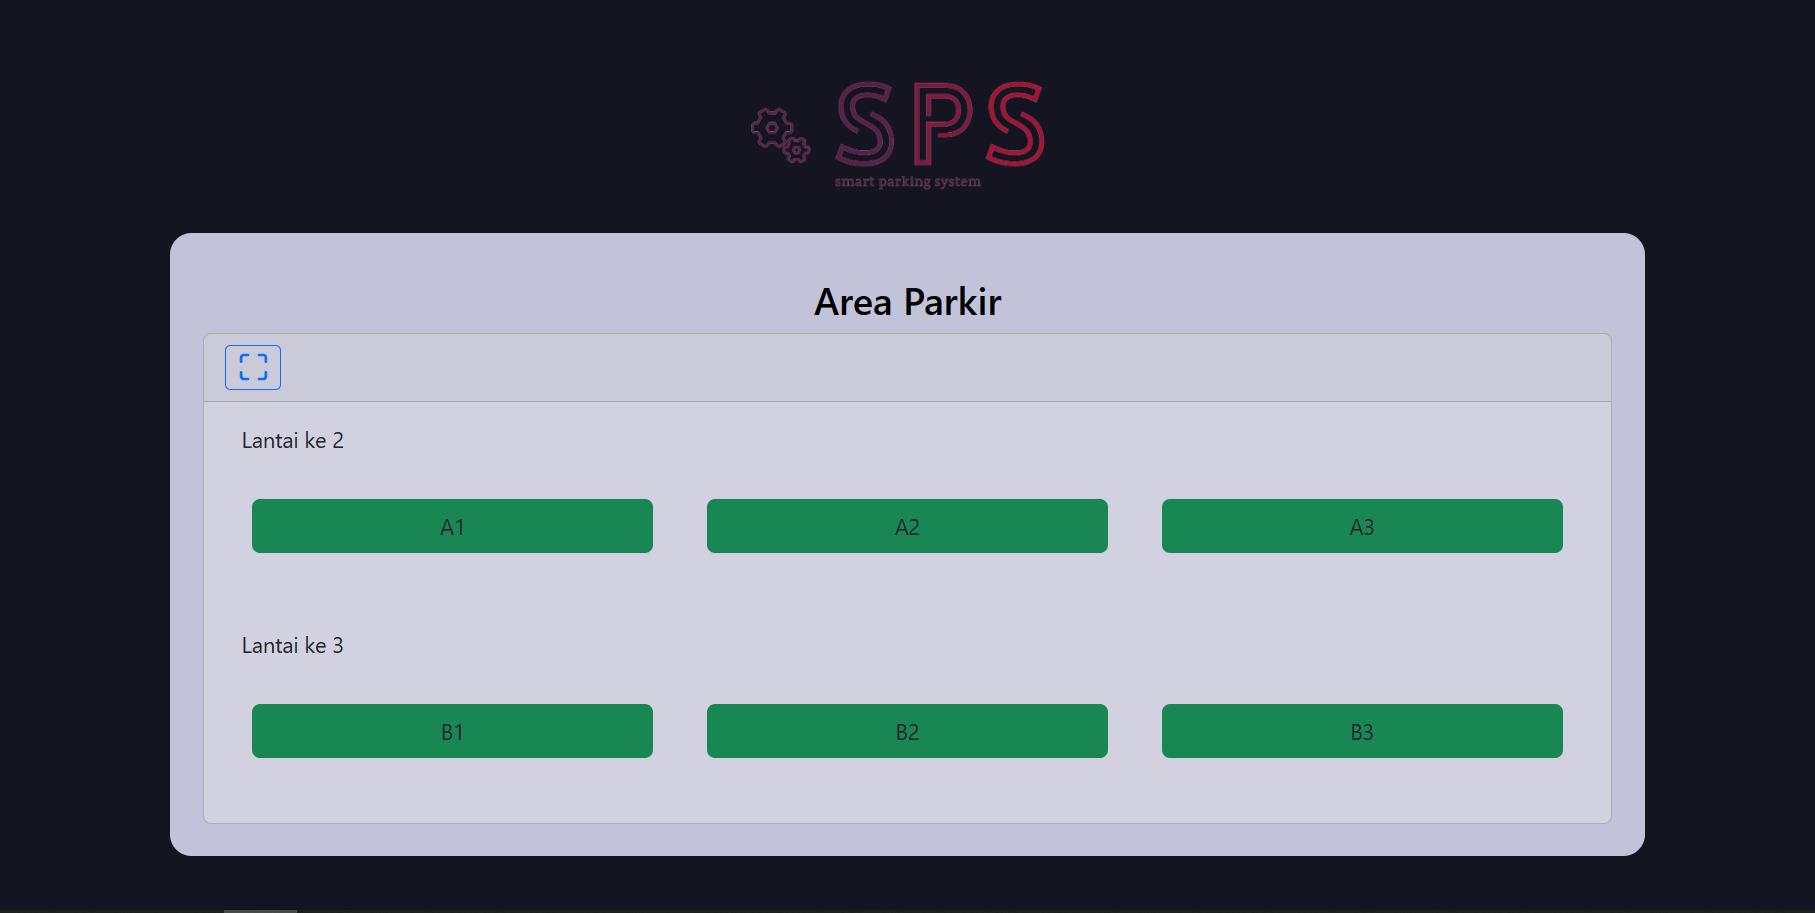 SPS
smart parking system
Area Parkir
Lantai ke 2
A1 A2 A3
Lantai ke 3
B1 B2 B3